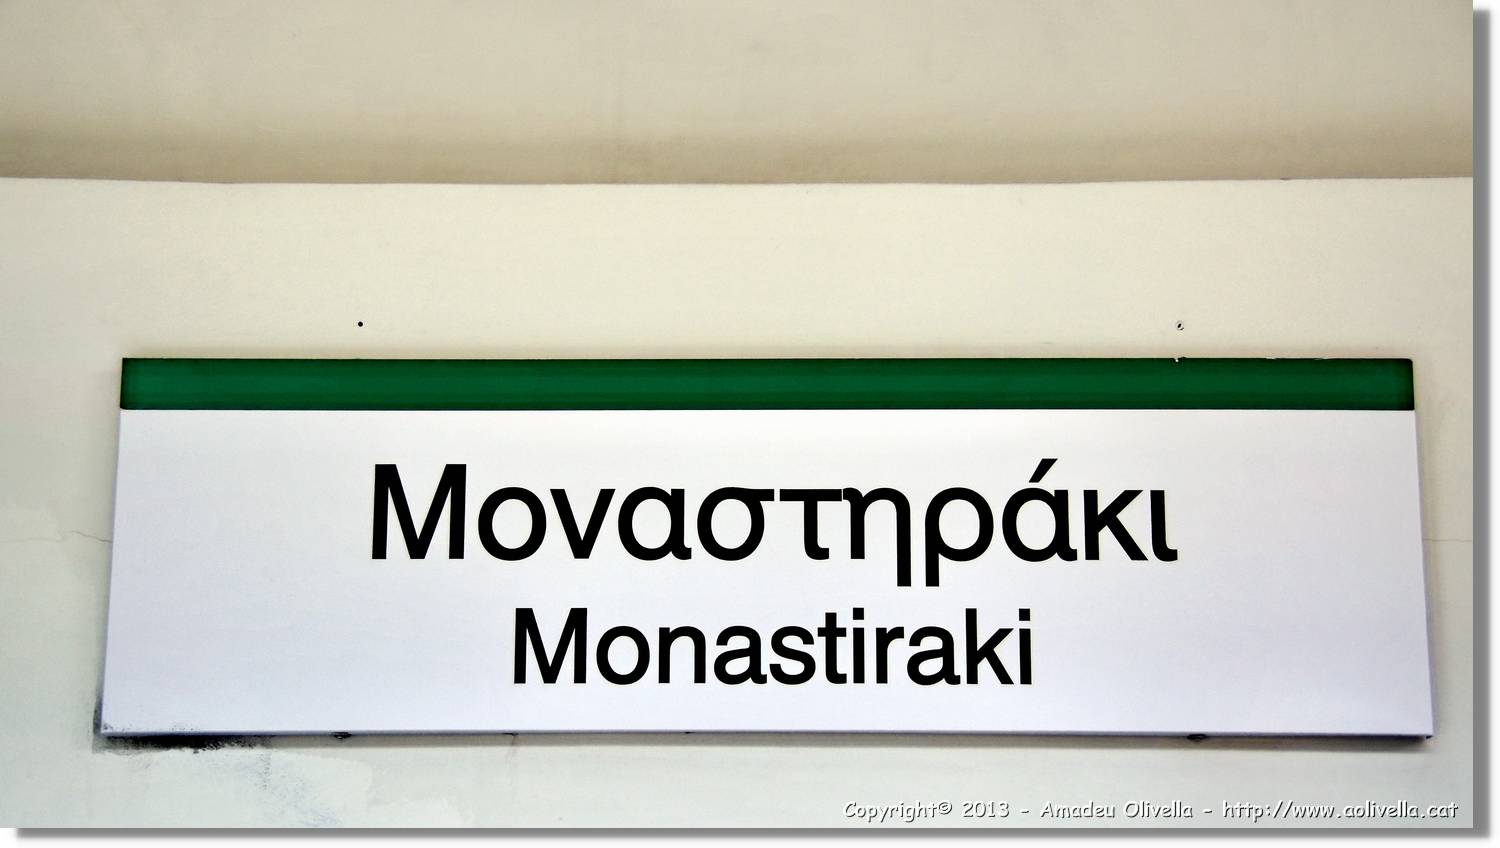 Μοναστηράκι
Monastiraki
Copyright© 2013 - Amadeu Olivella - http://www.aolivella.cat